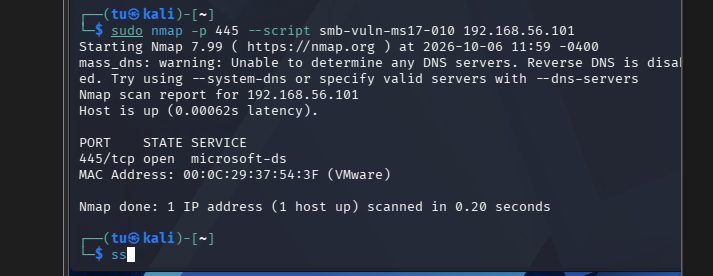 ┌──(tu㉿kali)-[~]
└─$ sudo nmap -p 445 --script smb-vuln-ms17-010 192.168.56.101
Starting Nmap 7.99 ( https://nmap.org ) at 2026-10-06 11:59 -0400
mass_dns: warning: Unable to determine any DNS servers. Reverse DNS is disabl
ed. Try using --system-dns or specify valid servers with --dns-servers
Nmap scan report for 192.168.56.101
Host is up (0.00062s latency).
PORT    STATE SERVICE
445/tcp open  microsoft-ds
MAC Address: 00:0C:29:37:54:3F (VMware)
Nmap done: 1 IP address (1 host up) scanned in 0.20 seconds
┌──(tu㉿kali)-[~]
└─$ ss